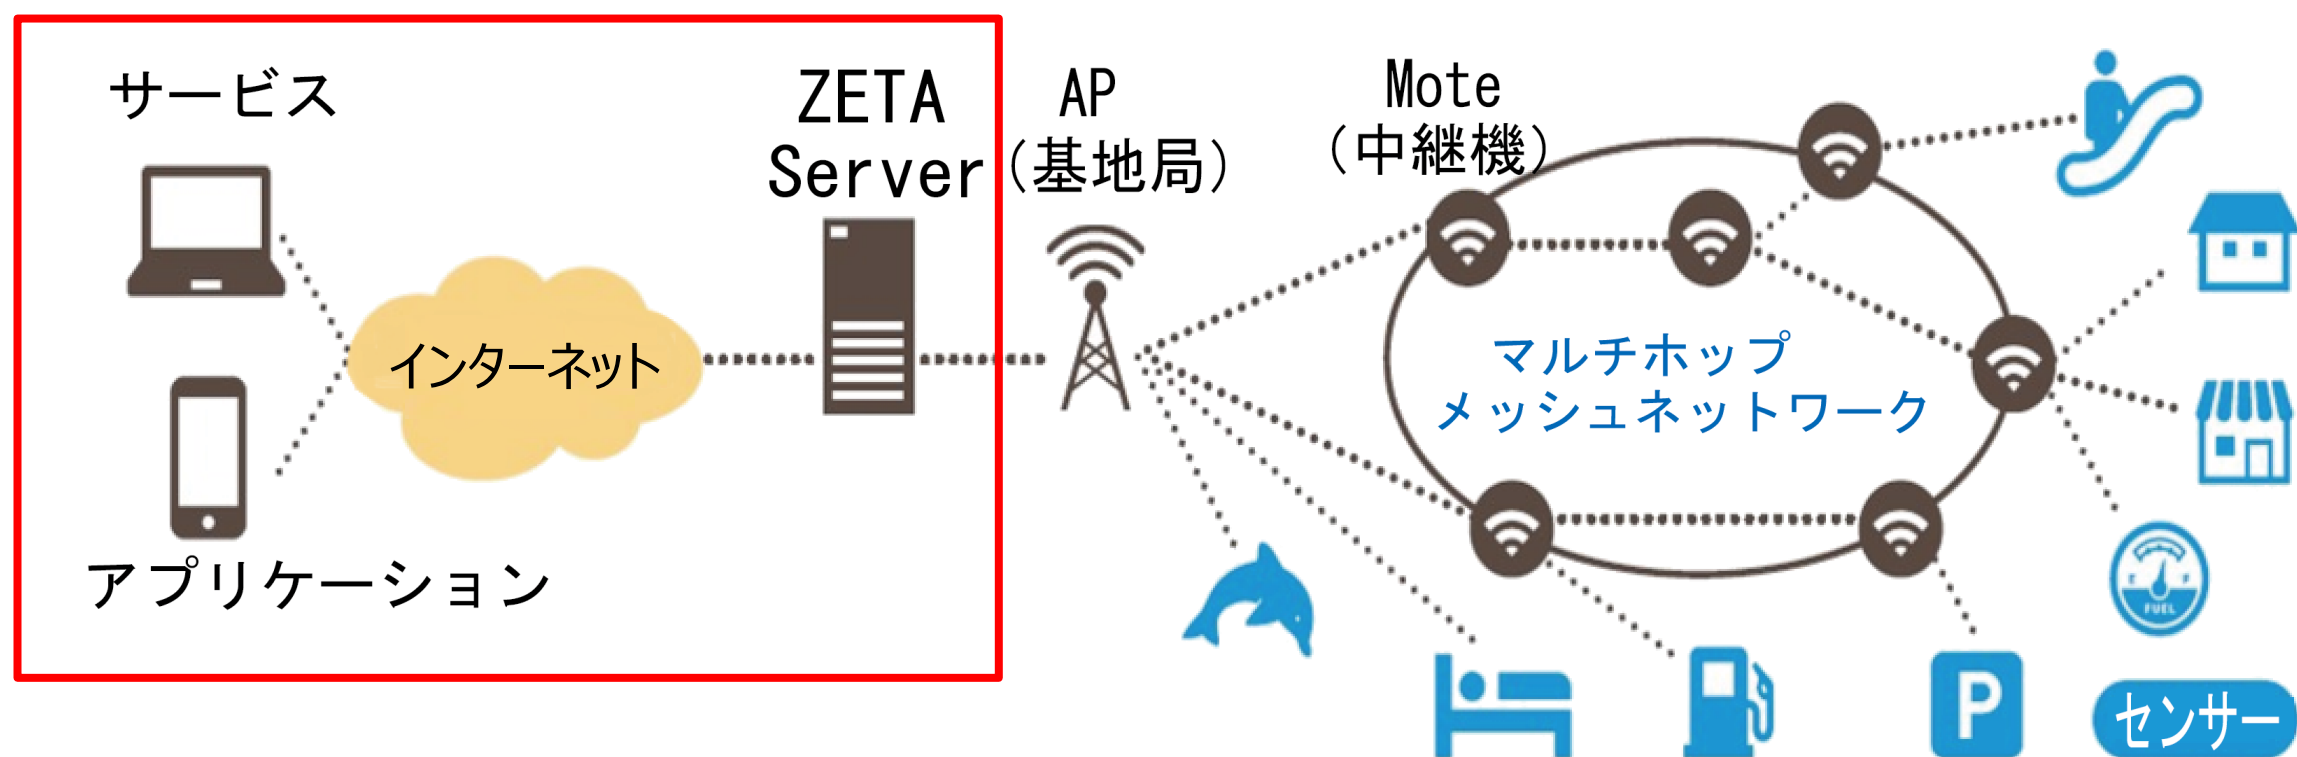 サービス
ZETA
Server
AP
(基地局)
Mote
(中継機)
インターネット
マルチホップ
メッシュネットワーク
アプリケーション
E F
FUEL
P
センサー